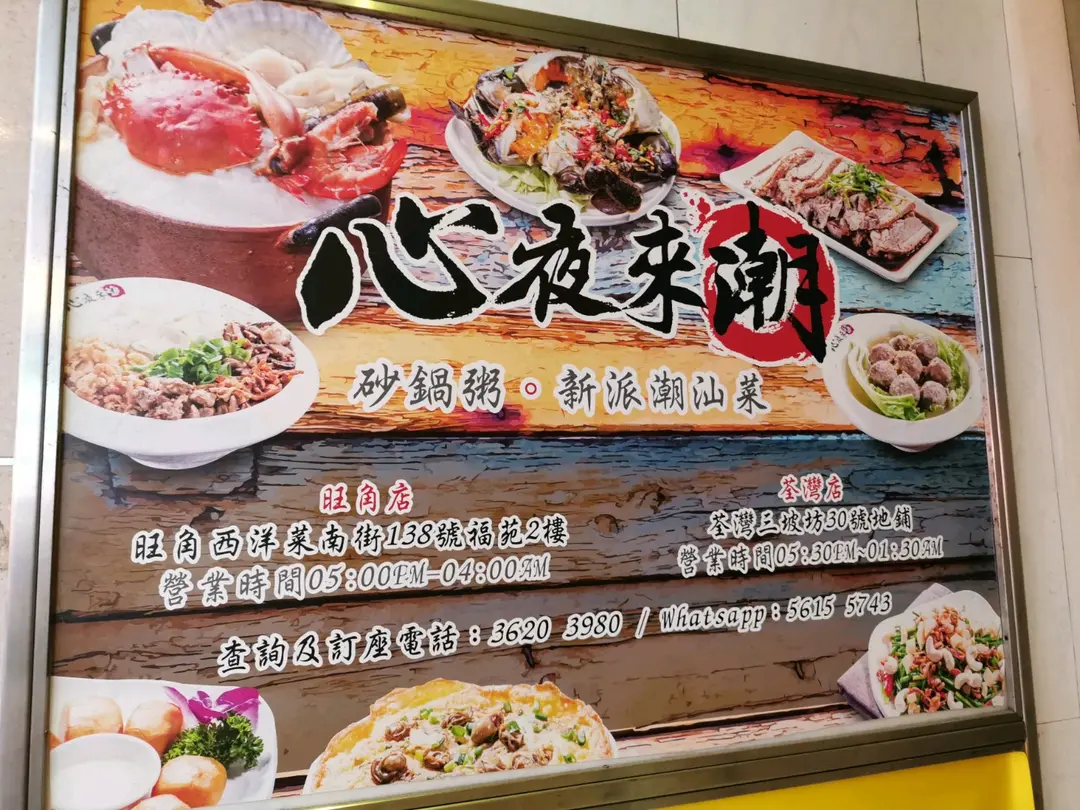 心夜來潮
砂鍋粥。新派潮汕菜
旺角店
旺角西洋菜南街138號福苑2樓
營業時間05:00PM-04:00AM
荃灣店
荃灣三坡坊30號地鋪
營業時間05:30PM~01:30AM
查詢及訂座電話：3620 3980 / Whatsapp：5615 5743